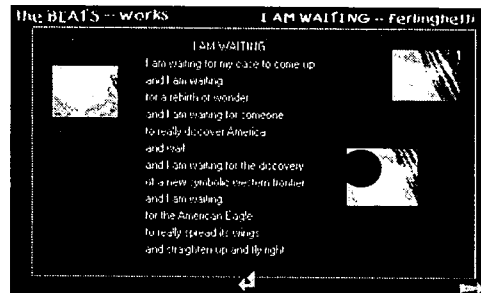 the BEATS -- Works
I AM WAITING -- Ferlinghetti
I AM WAITING
I am waiting for my case to come up
and I am waiting
for a rebirth of wonder
and I am waiting for someone
to really discover America
and wail
and I am waiting for the discovery
of a new symbolic western frontier
and I am waiting
for the American Eagle
to really spread its wings
and straighten up and fly right